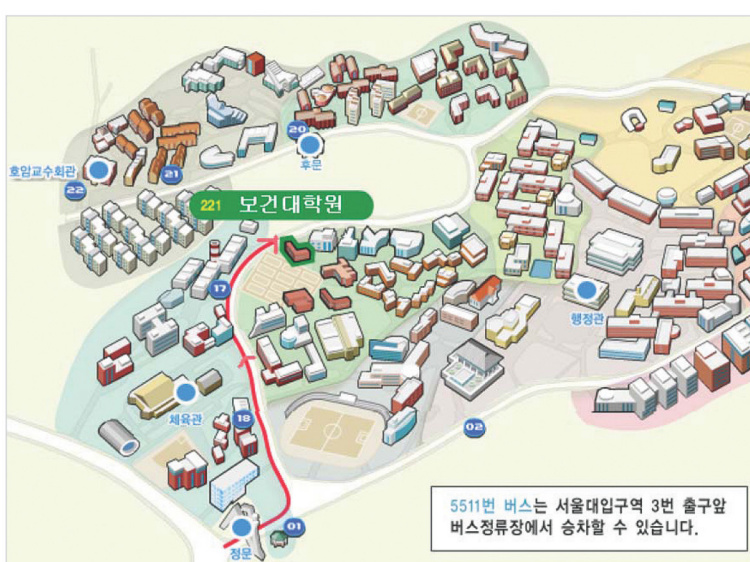 20
후문
호암교수회관
22
21
221 보건대학원
17
행정관
체육관
18
02
5511번 버스는 서울대입구역 3번 출구앞
버스정류장에서 승차할 수 있습니다.
01
정문